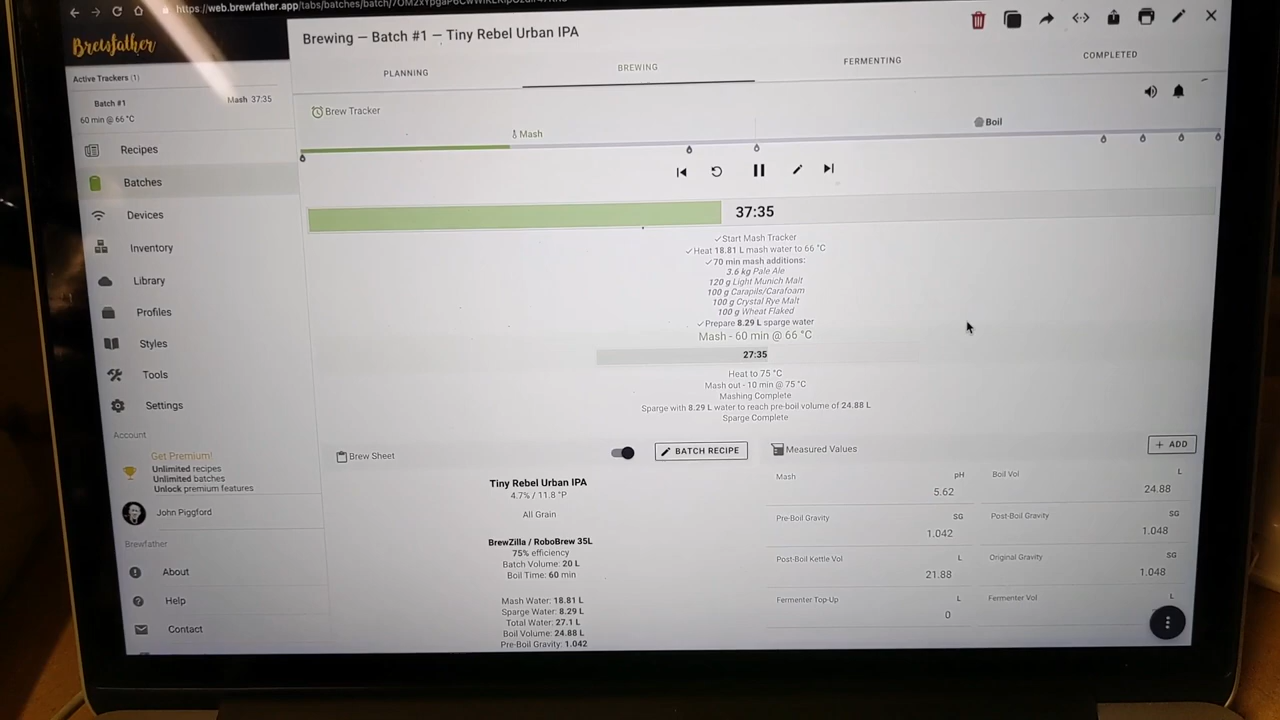 Brewing — Batch #1 — Tiny Rebel Urban IPA
Brewfather
PLANNING
BREWING
FERMENTING
COMPLETED
Active Trackers (1)
Batch #1
Mash 37:35
60 min @ 66 °C
Recipes
Batches
Devices
Inventory
Library
Profiles
Styles
Tools
Settings
Account
Get Premium!
Unlimited recipes
Unlimited batches
Unlock premium features
John Piggford
Brewfather
About
Help
Contact
Brew Tracker
Mash
Boil
37:35
✓Start Mash Tracker
✓Heat 18.81 L mash water to 66 °C
✓70 min mash additions:
3.6 kg Pale Ale
120 g Light Munich Malt
100 g Carapils/Carafoam
100 g Crystal Rye Malt
100 g Wheat Flaked
✓Prepare 8.29 L sparge water
Mash - 60 min @ 66 °C
27:35
Heat to 75 °C
Mash out - 10 min @ 75 °C
Mashing Complete
Sparge with 8.29 L water to reach pre-boil volume of 24.88 L
Sparge Complete
Brew Sheet
BATCH RECIPE
Tiny Rebel Urban IPA
4.7% / 11.8 °P
All Grain
BrewZilla / RoboBrew 35L
75% efficiency
Batch Volume: 20 L
Boil Time: 60 min
Mash Water: 18.81 L
Sparge Water: 8.29 L
Total Water: 27.1 L
Boil Volume: 24.88 L
Pre-Boil Gravity: 1.042
Measured Values
+ ADD
Mash pH
5.62
Boil Vol L
24.88
Pre-Boil Gravity SG
1.042
Post-Boil Gravity SG
1.048
Post-Boil Kettle Vol L
21.88
Original Gravity SG
1.048
Fermenter Top-Up L
0
Fermenter Vol L